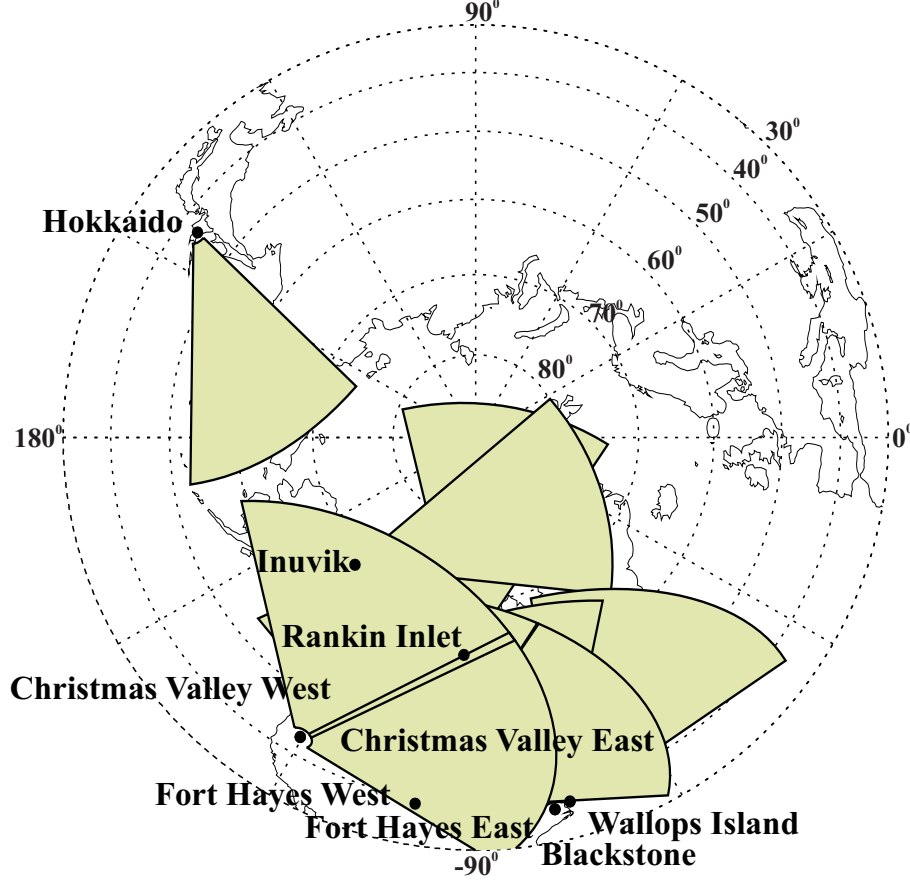 90⁰
30⁰
40⁰
50⁰
Hokkaido
60⁰
70⁰
80⁰
180⁰
0⁰
Inuvik
Rankin Inlet
Christmas Valley West
Christmas Valley East
Fort Hayes West
Fort Hayes East
Wallops Island
Blackstone
-90⁰